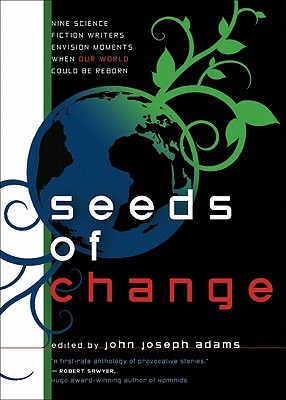 NINE SCIENCE
FICTION WRITERS
ENVISION MOMENTS
WHEN OUR WORLD
COULD BE REBORN
seeds
of
change
edited by john joseph adams
"A first-rate anthology of provocative stories."
— ROBERT SAWYER,
Hugo award-winning author of Hominids